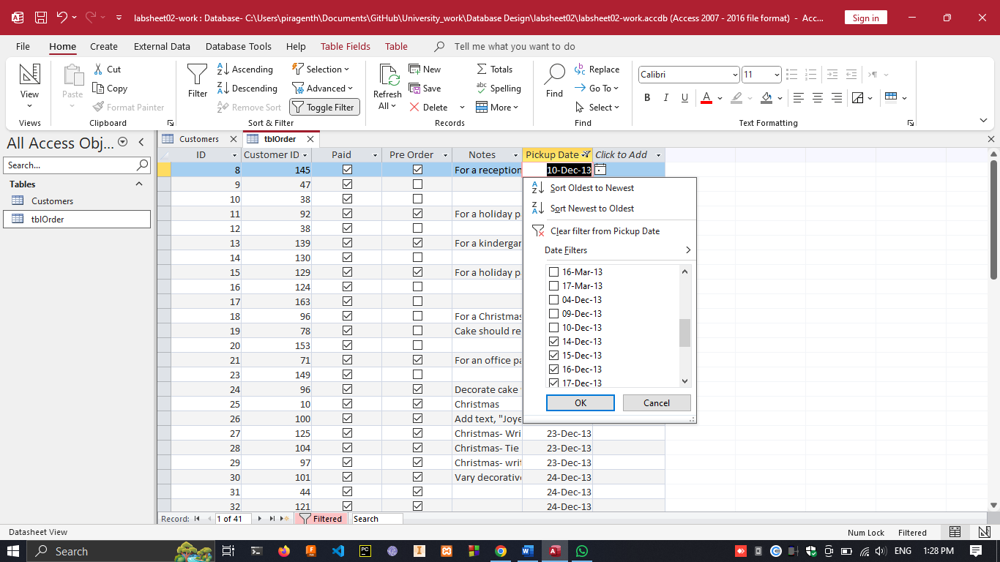 labsheet02-work : Database- C:\Users\piragenth\Documents\GitHub\University_work\Database Design\labsheet02\labsheet02-work.accdb (Access 2007 - 2016 file format) - Acc...
Sign in
File Home Create External Data Database Tools Help Table Fields Table Tell me what you want to do
View
Views
Paste
Cut
Copy
Format Painter
Clipboard
Filter
Ascending
Descending
Remove Sort
Selection
Advanced
Toggle Filter
Sort & Filter
Refresh
All
New
Save
Delete
Totals
Spelling
More
Records
Find
Replace
Go To
Select
Find
Calibri 11
B I U A
Text Formatting
All Access Obj...
Search...
Tables
Customers
tblOrder
Customers tblOrder
ID Customer ID Paid Pre Order Notes Pickup Date Click to Add
8 145 For a reception 10-Dec-13
9 47
10 38
11 92 For a holiday p
12 38
13 139 For a kindergar
14 130
15 129 For a holiday p
16 124
17 163
18 96 For a Christmas
19 78 Cake should re
20 153
21 71 For an office pa
23 149
24 96 Decorate cake
25 10 Christmas
26 100 Add text, "Joye
27 125 Christmas- Wri 23-Dec-13
28 104 Christmas- Tie 23-Dec-13
29 97 Christmas- writ 23-Dec-13
30 101 Vary decorative 24-Dec-13
31 44 24-Dec-13
32 121 24-Dec-13
Sort Oldest to Newest
Sort Newest to Oldest
Clear filter from Pickup Date
Date Filters
16-Mar-13
17-Mar-13
04-Dec-13
09-Dec-13
10-Dec-13
14-Dec-13
15-Dec-13
16-Dec-13
17-Dec-13
OK Cancel
Record: 1 of 41 Filtered Search
Datasheet View Num Lock Filtered
Search ENG 1:28 PM